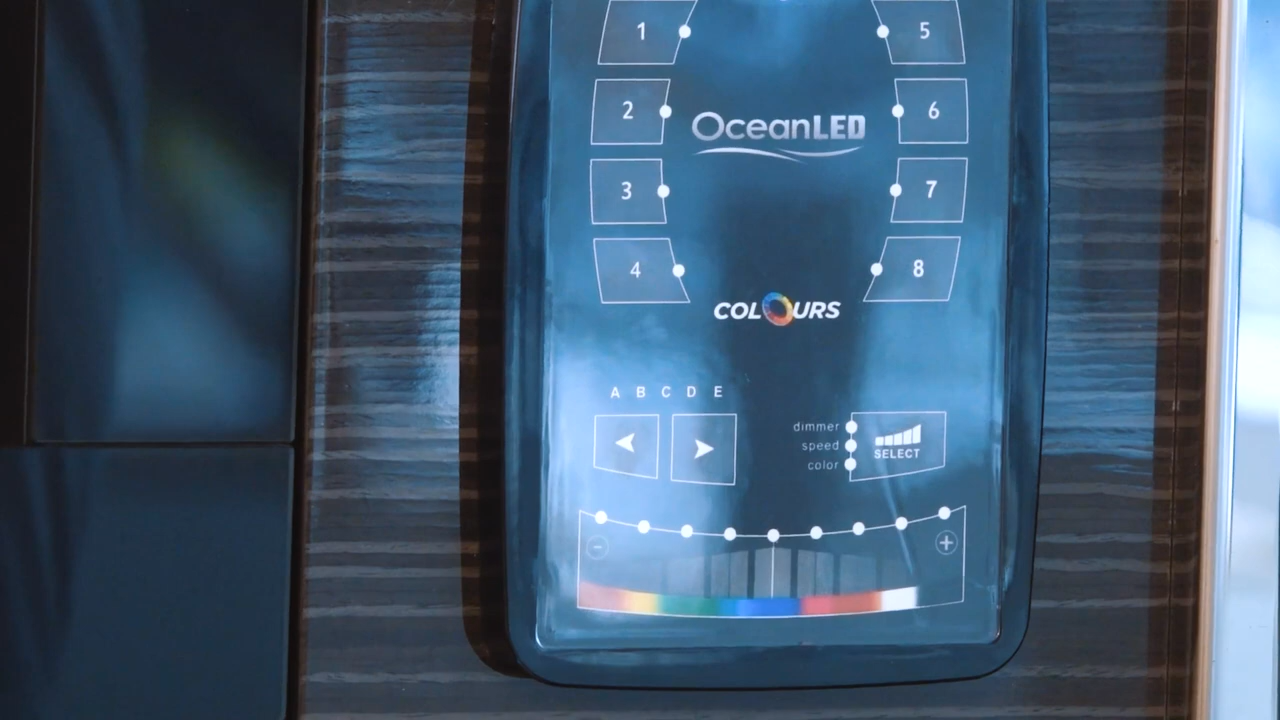 1 5
2 6
OceanLED
3 7
4 8
COLOURS
A B C D E
dimmer
speed
color
SELECT
- +